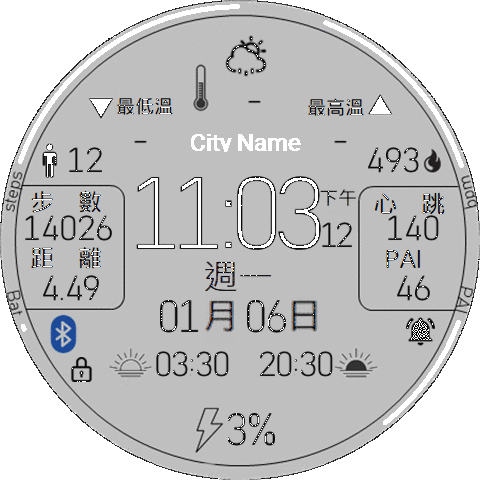 最低溫 – 最高溫
– City Name –
12 493
steps bpm
步數 11:03 下午 心跳
14026 12 140
距離 PAI
4.49 週一 46
Bat 01月06日 PAI
03:30 20:30
3%